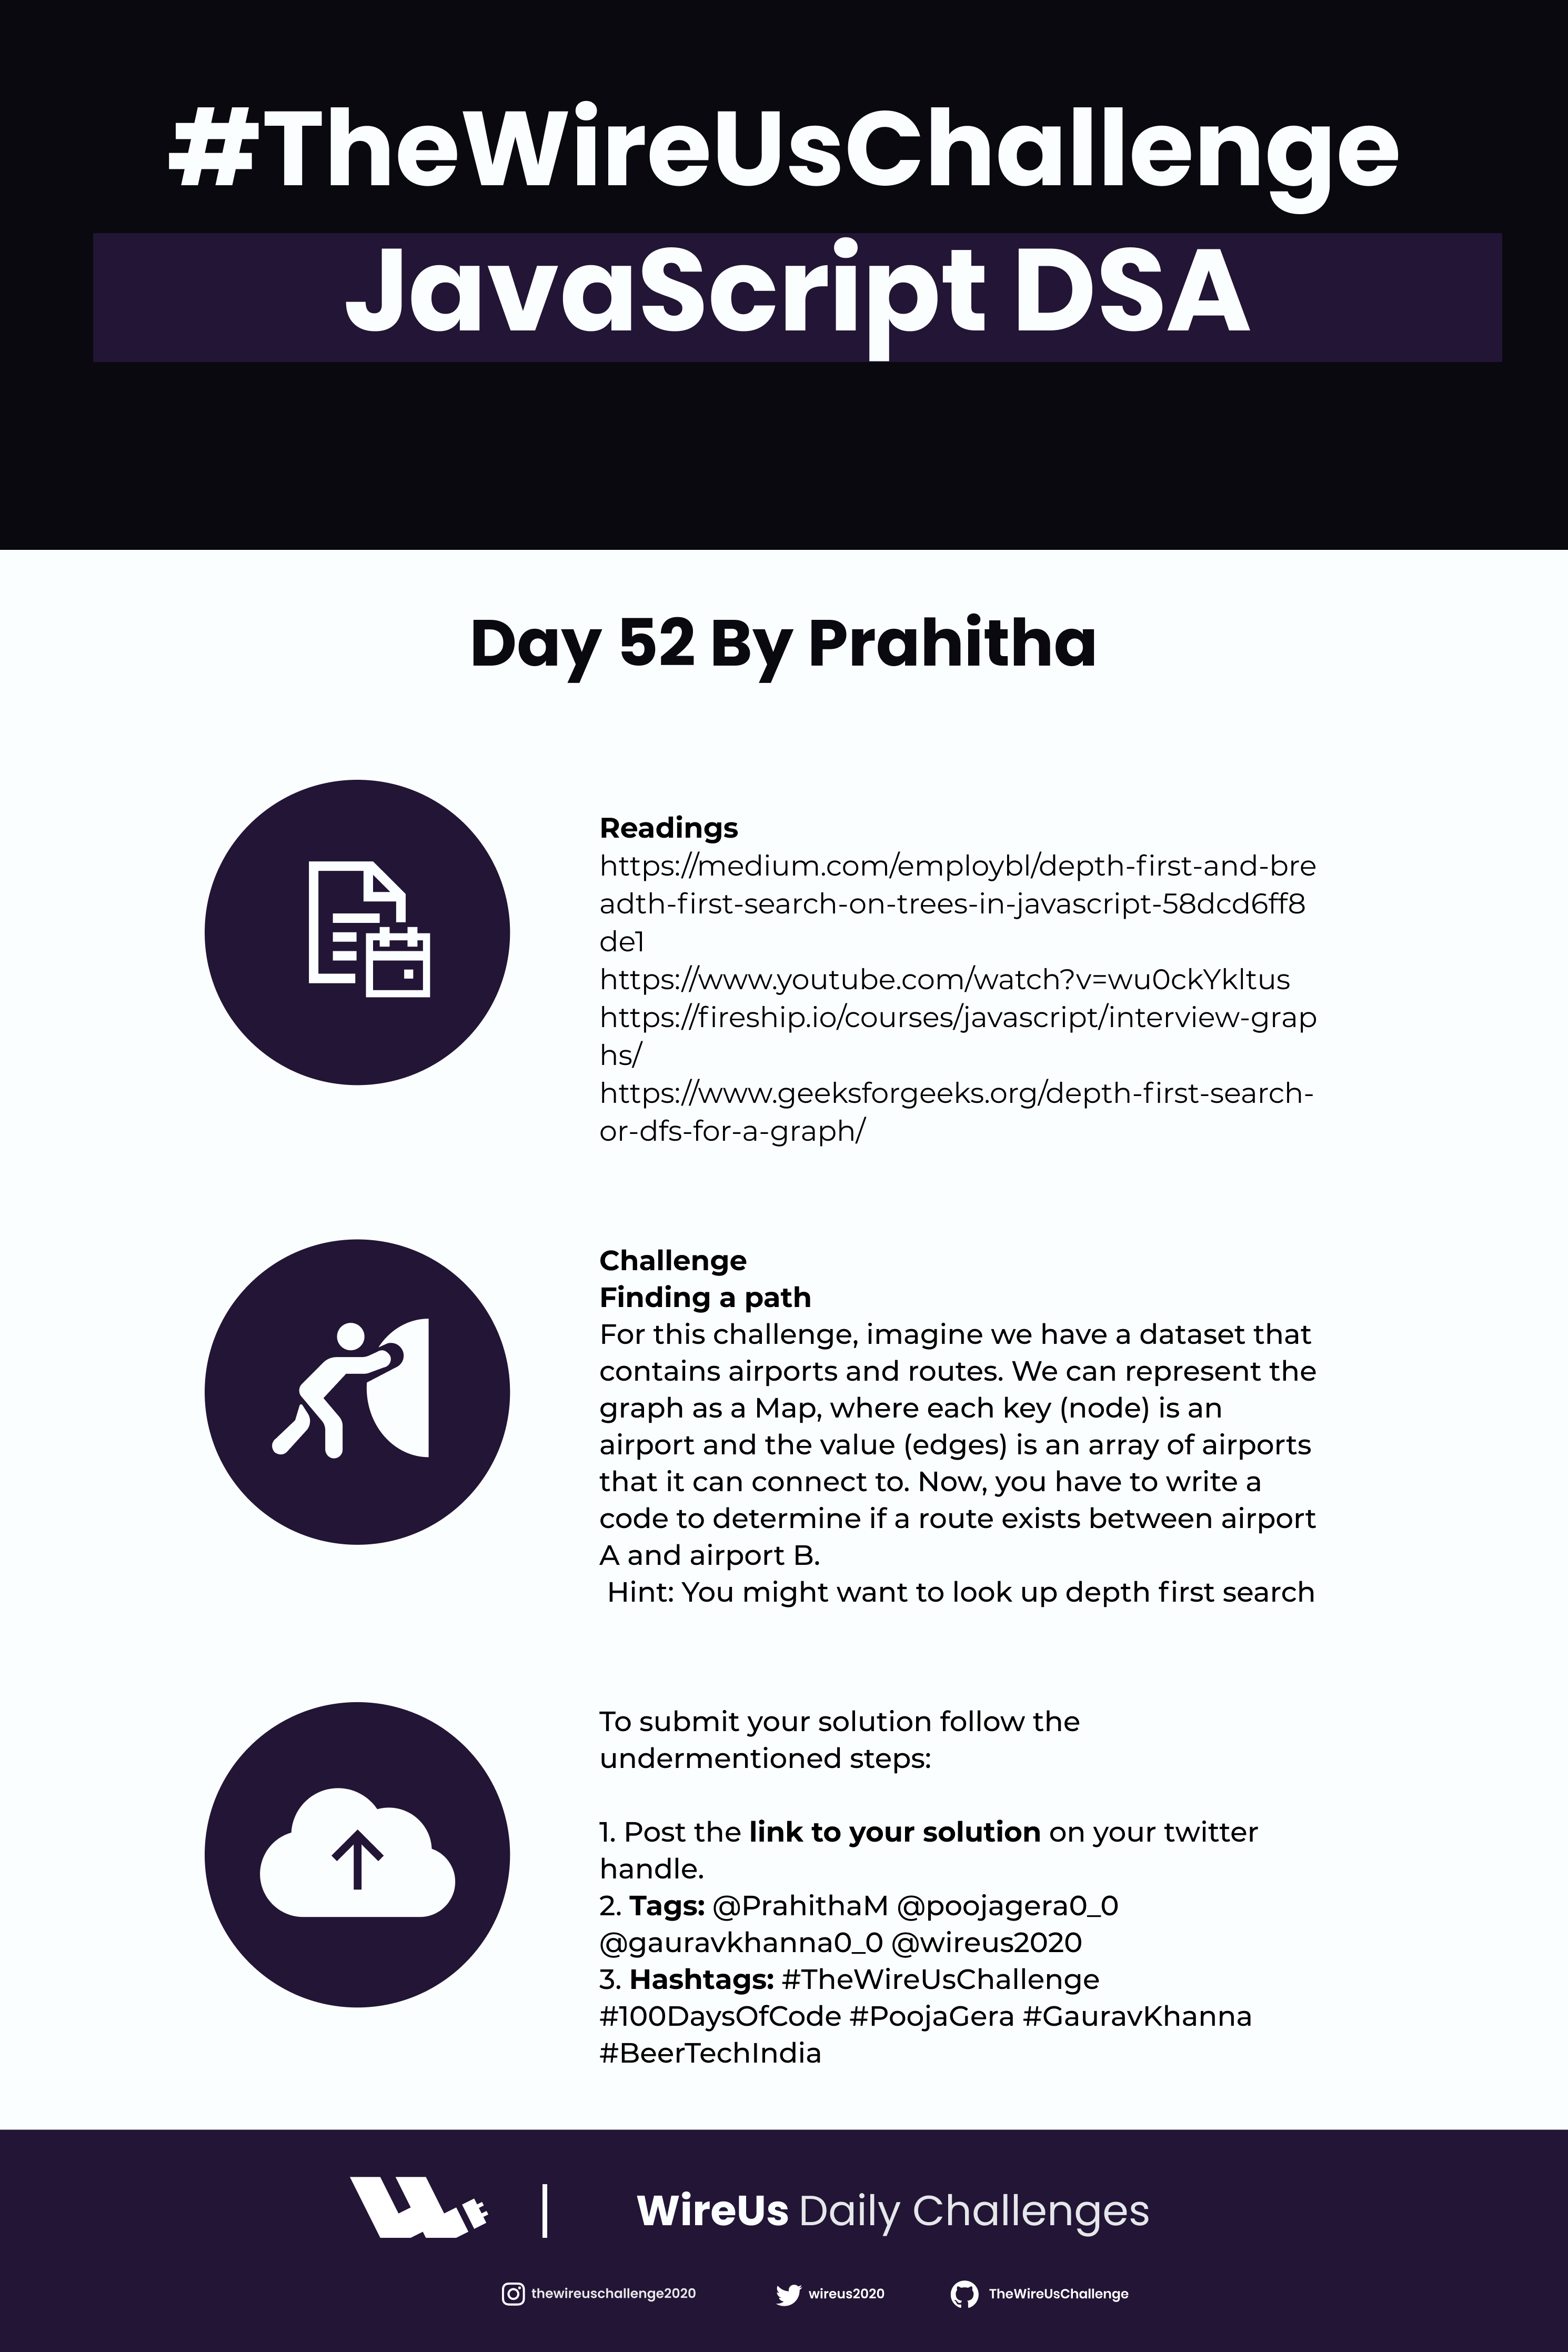 #TheWireUsChallenge
JavaScript DSA
Day 52 By Prahitha
Readings
https://medium.com/employbl/depth-first-and-bre
adth-first-search-on-trees-in-javascript-58dcd6ff8
de1
https://www.youtube.com/watch?v=wu0ckYkltus
https://fireship.io/courses/javascript/interview-grap
hs/
https://www.geeksforgeeks.org/depth-first-search-
or-dfs-for-a-graph/
Challenge
Finding a path
For this challenge, imagine we have a dataset that
contains airports and routes. We can represent the
graph as a Map, where each key (node) is an
airport and the value (edges) is an array of airports
that it can connect to. Now, you have to write a
code to determine if a route exists between airport
A and airport B.
Hint: You might want to look up depth first search
To submit your solution follow the
undermentioned steps:
1. Post the link to your solution on your twitter
handle.
2. Tags: @PrahithaM @poojagera0_0
@gauravkhanna0_0 @wireus2020
3. Hashtags: #TheWireUsChallenge
#100DaysOfCode #PoojaGera #GauravKhanna
#BeerTechIndia
WireUs Daily Challenges
thewireuschallenge2020
wireus2020
TheWireUsChallenge